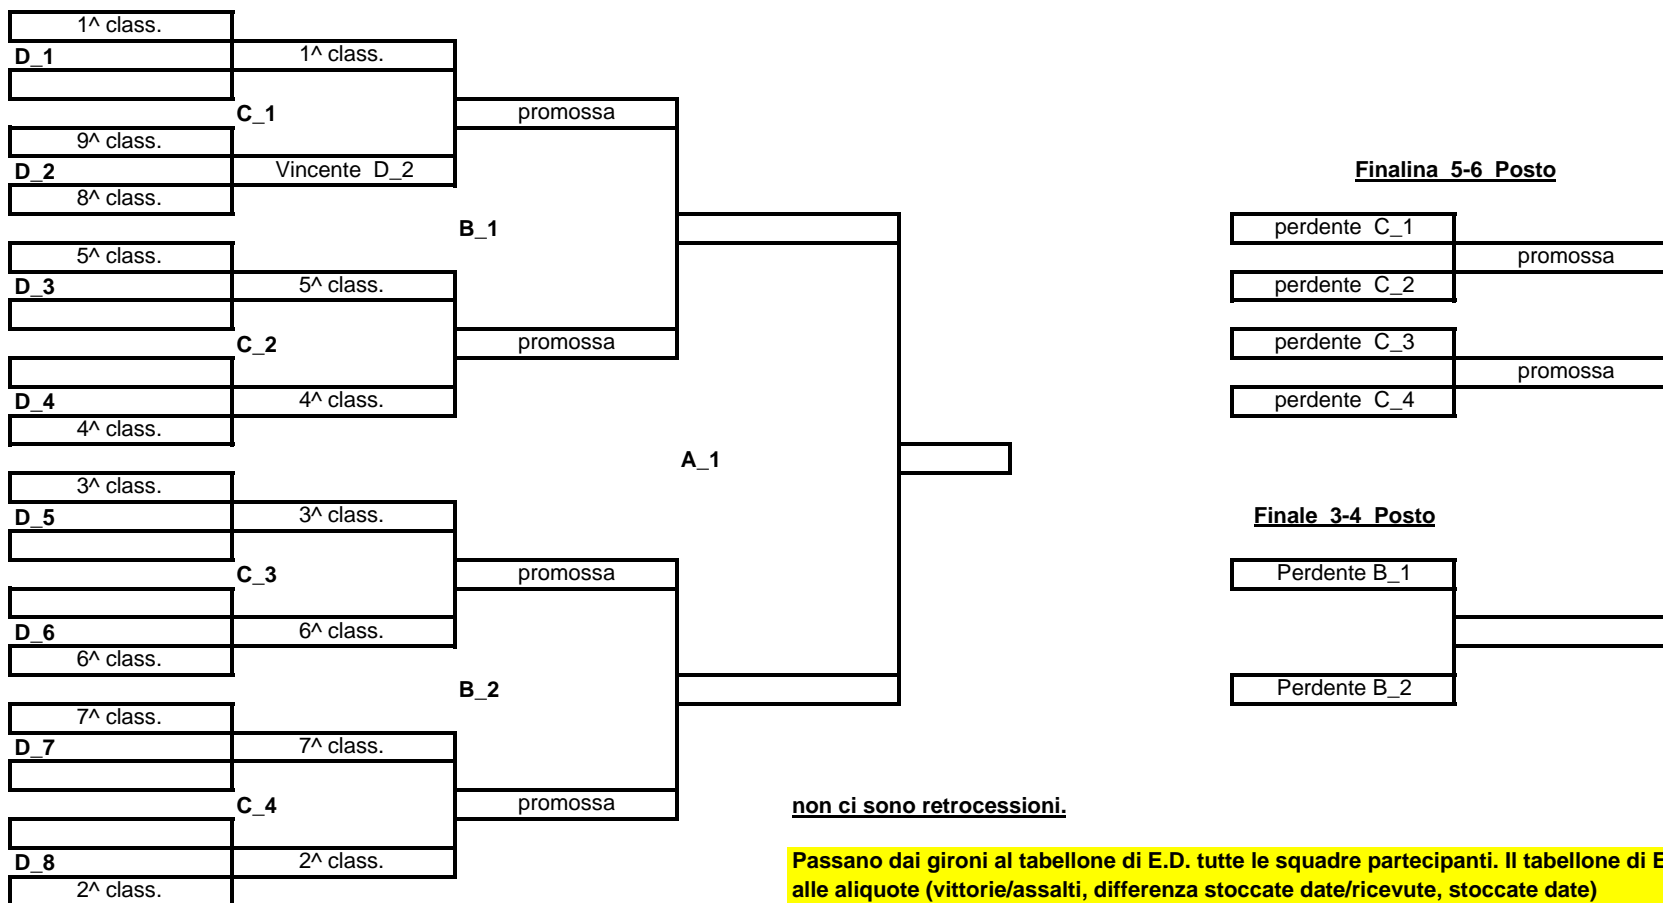 1^ class.
D_1
1^ class.
C_1
promossa
9^ class.
D_2
Vincente D_2
8^ class.
B_1
5^ class.
D_3
5^ class.
C_2
promossa
D_4
4^ class.
4^ class.
A_1
3^ class.
D_5
3^ class.
C_3
promossa
D_6
6^ class.
6^ class.
B_2
7^ class.
D_7
7^ class.
C_4
promossa
D_8
2^ class.
2^ class.
Finalina 5-6 Posto
perdente C_1
promossa
perdente C_2
perdente C_3
promossa
perdente C_4
Finale 3-4 Posto
Perdente B_1
Perdente B_2
non ci sono retrocessioni.
Passano dai gironi al tabellone di E.D. tutte le squadre partecipanti. Il tabellone di E
alle aliquote (vittorie/assalti, differenza stoccate date/ricevute, stoccate date)